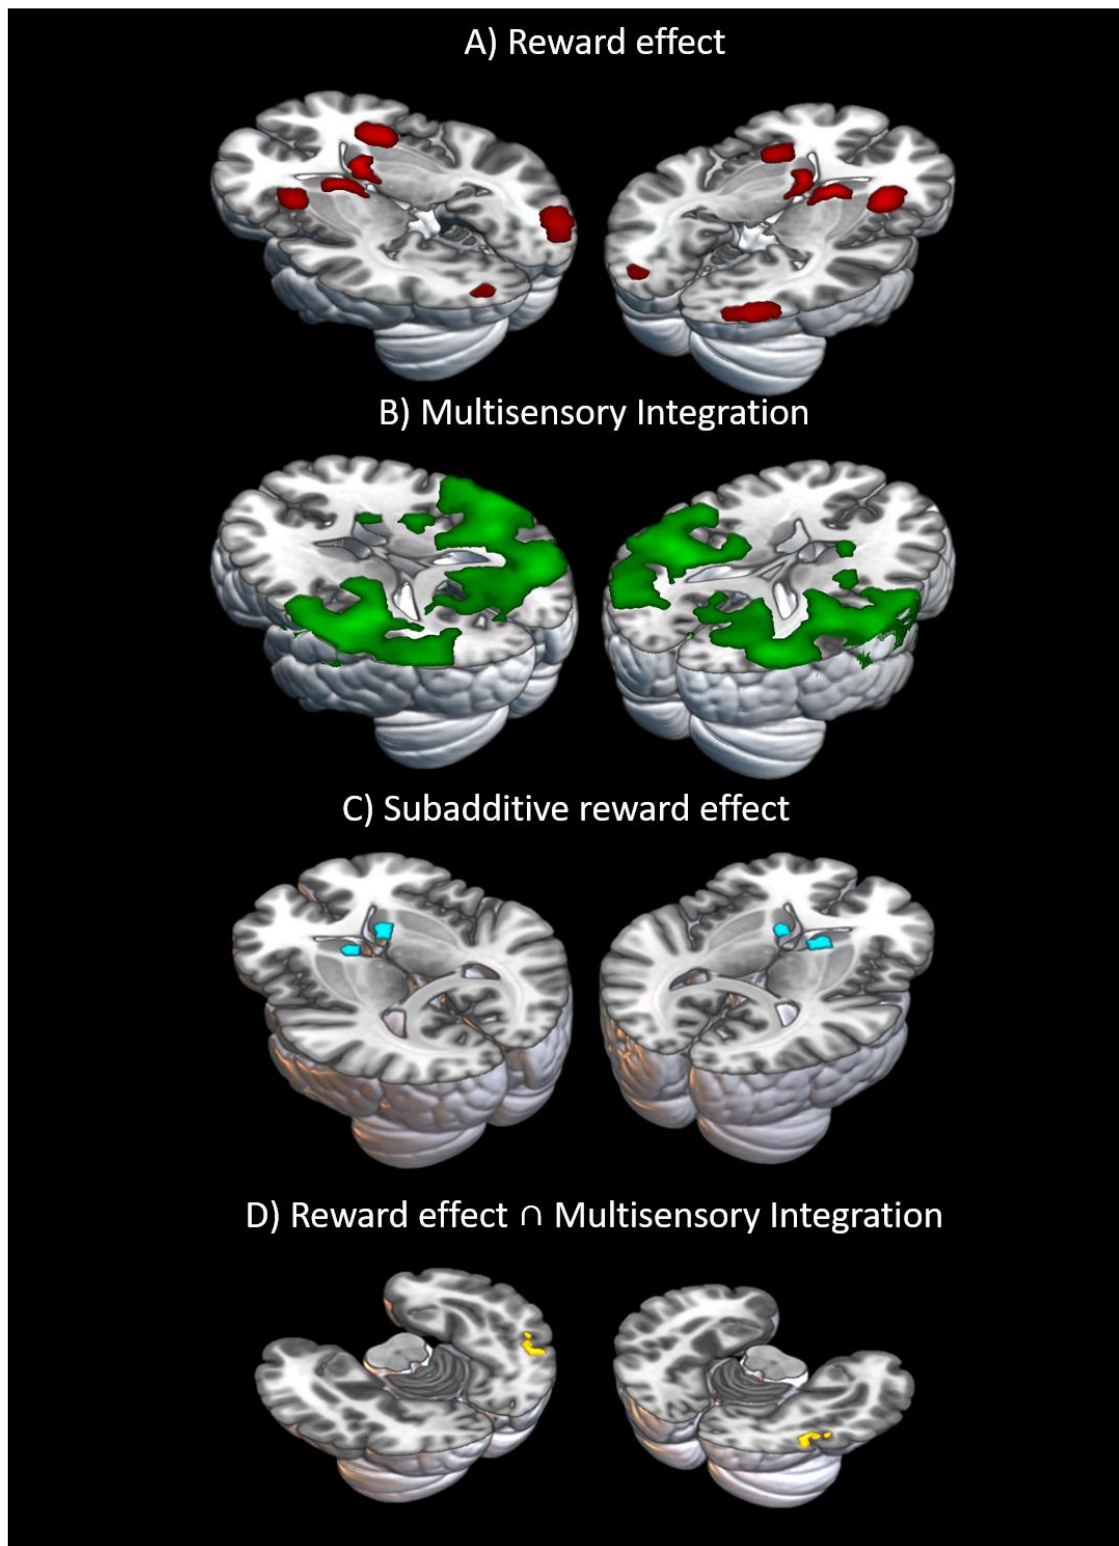 A) Reward effect
B) Multisensory Integration
C) Subadditive reward effect
D) Reward effect ∩ Multisensory Integration